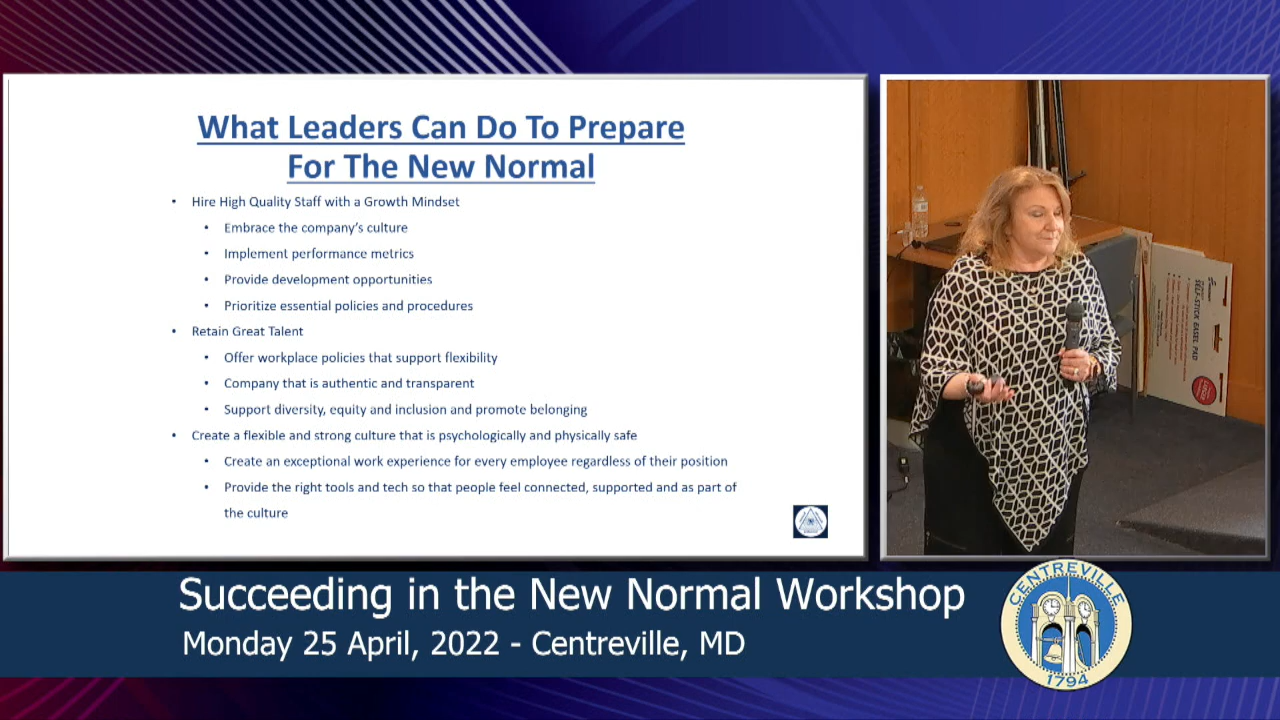 What Leaders Can Do To Prepare
For The New Normal
• Hire High Quality Staff with a Growth Mindset
• Embrace the company's culture
• Implement performance metrics
• Provide development opportunities
• Prioritize essential policies and procedures
• Retain Great Talent
• Offer workplace policies that support flexibility
• Company that is authentic and transparent
• Support diversity, equity and inclusion and promote belonging
• Create a flexible and strong culture that is psychologically and physically safe
• Create an exceptional work experience for every employee regardless of their position
• Provide the right tools and tech so that people feel connected, supported and as part of
the culture
SELF-STICK EASEL PAD
Succeeding in the New Normal Workshop
Monday 25 April, 2022 - Centreville, MD
CENTREVILLE
1794